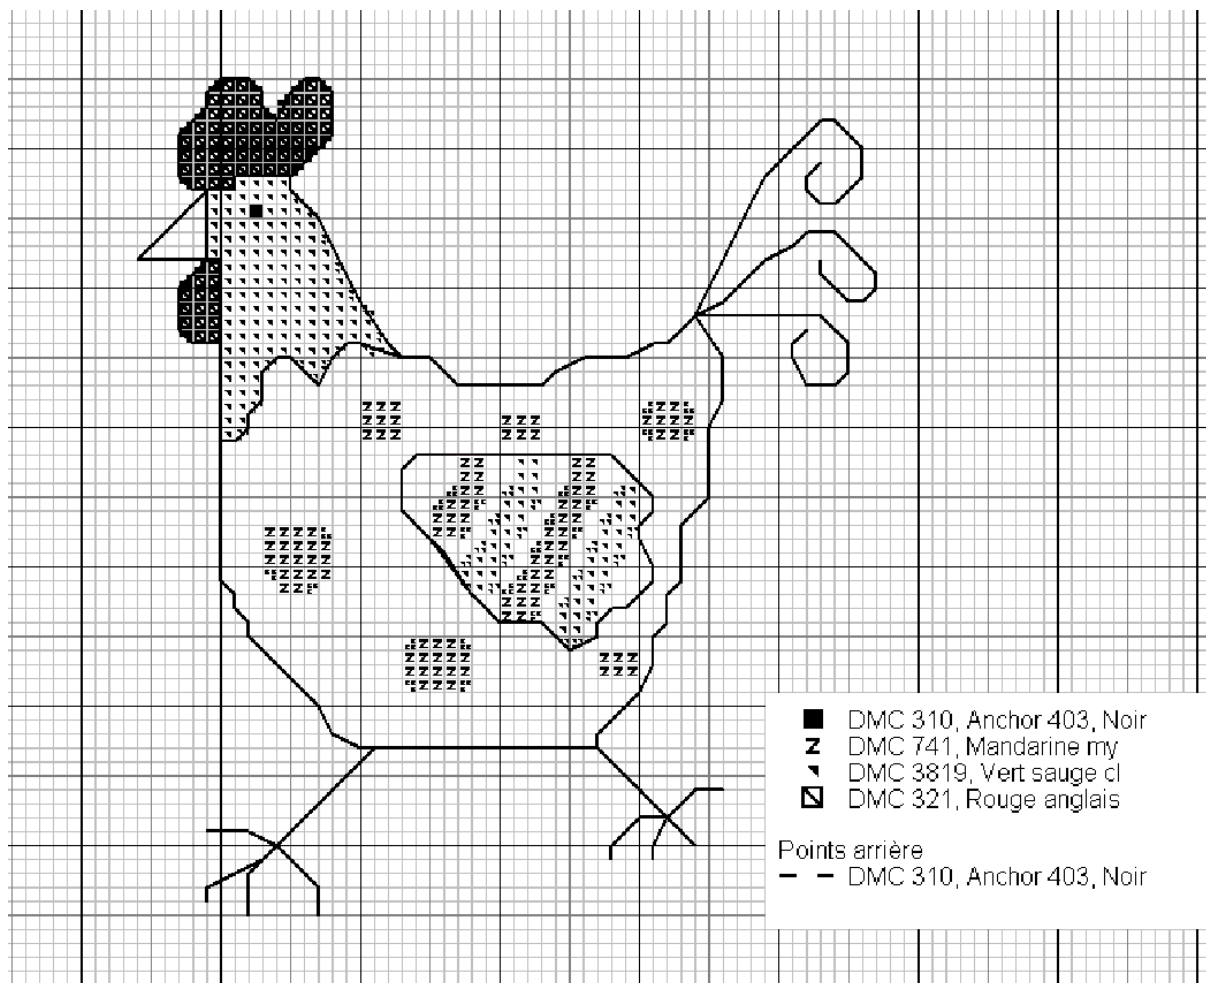 DMC 310, Anchor 403, Noir
DMC 741, Mandarine my
DMC 3819, Vert sauge cl
DMC 321, Rouge anglais
Points arrière
DMC 310, Anchor 403, Noir